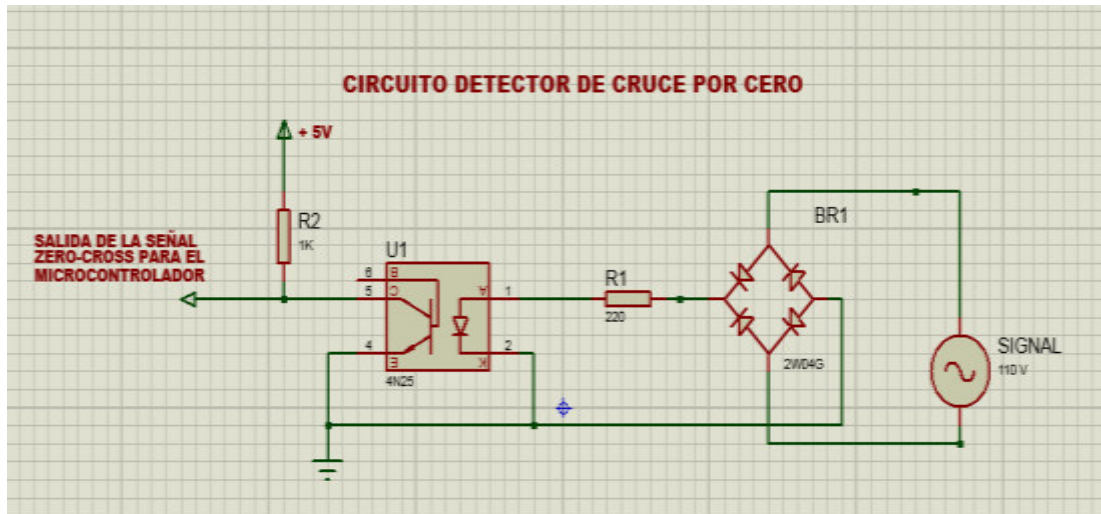 CIRCUITO DETECTOR DE CRUCE POR CERO
+ 5V
R2
1K
SALIDA DE LA SEÑAL
ZERO-CROSS PARA EL
MICROCONTROLADOR
U1
6
B
5
C
4
E
A
1
K
2
4N25
R1
220
BR1
2W04G
SIGNAL
110 V